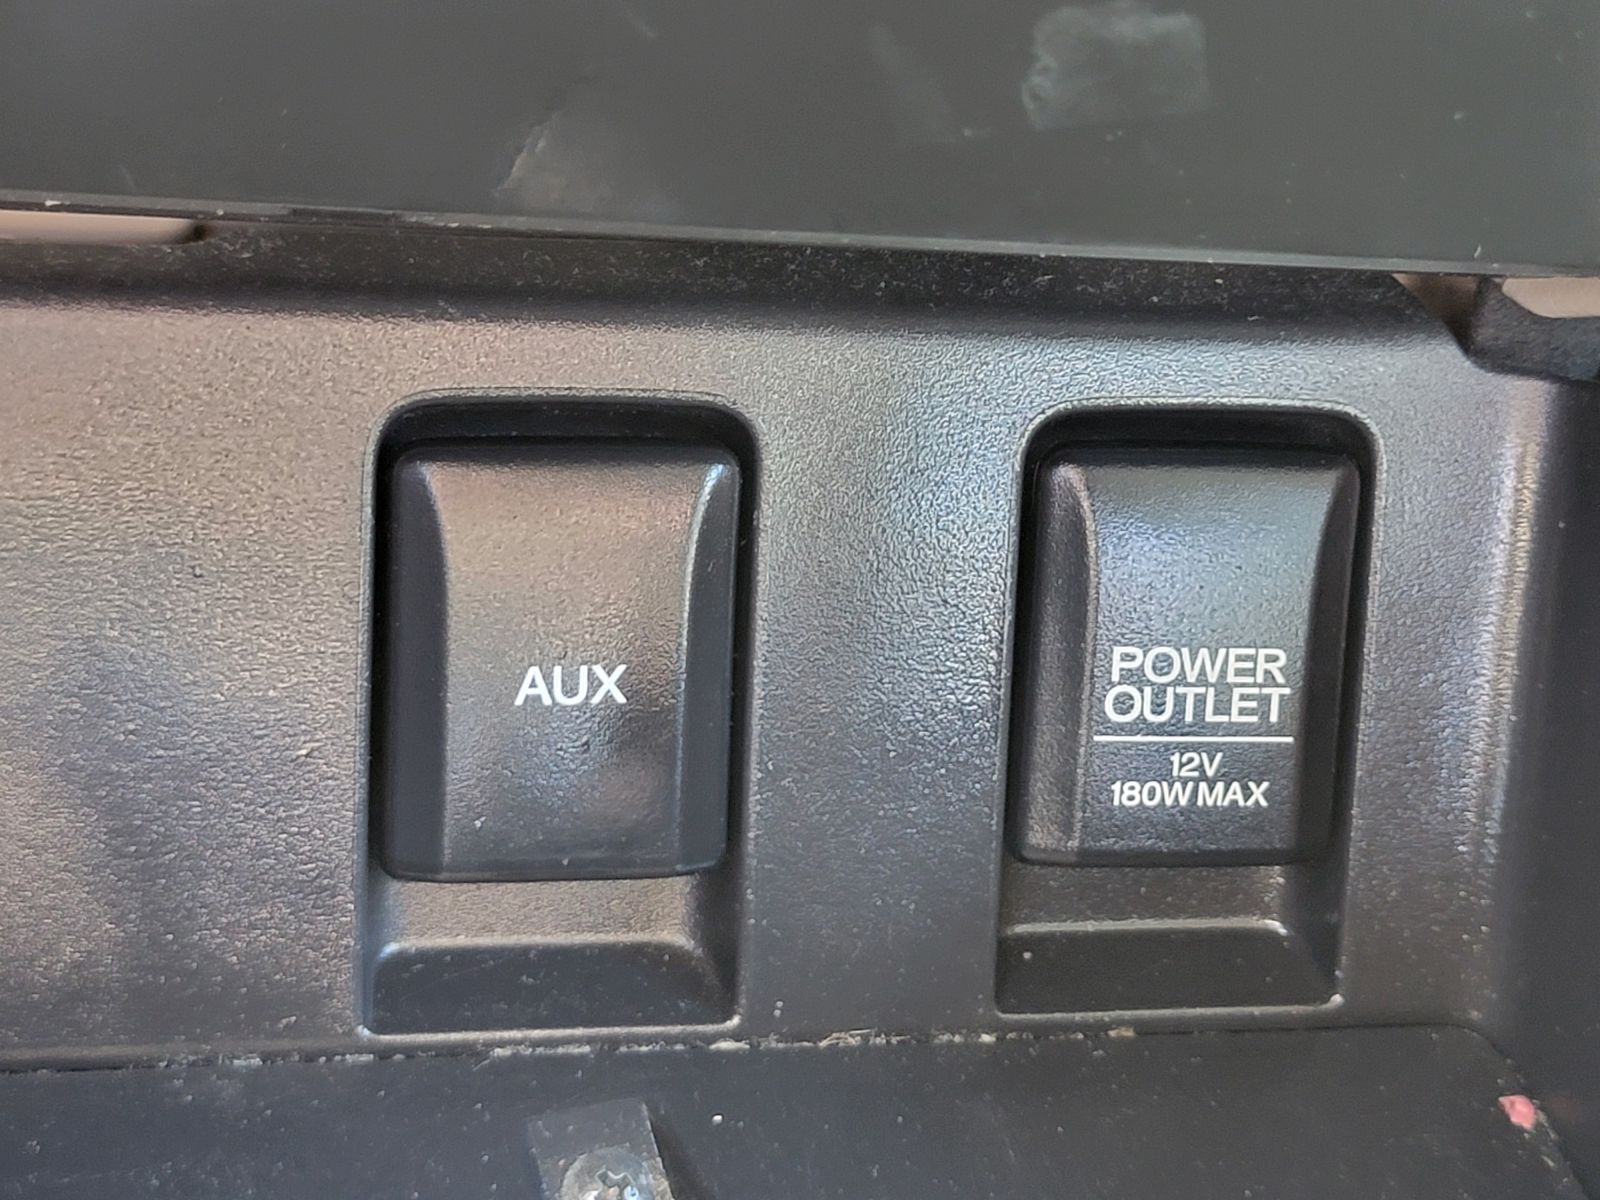 AUX
POWER
OUTLET
12V
180W MAX